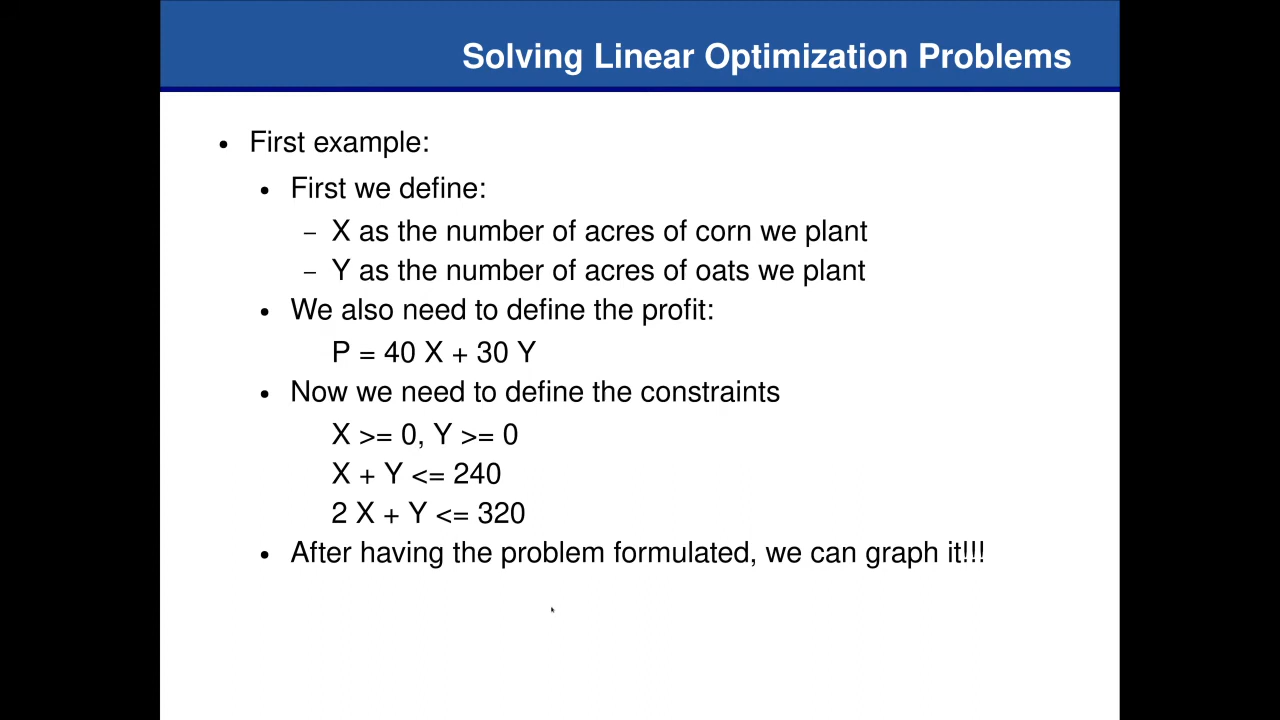 Solving Linear Optimization Problems
• First example:
• First we define:
– X as the number of acres of corn we plant
– Y as the number of acres of oats we plant
• We also need to define the profit:
P = 40 X + 30 Y
• Now we need to define the constraints
X >= 0, Y >= 0
X + Y <= 240
2 X + Y <= 320
• After having the problem formulated, we can graph it!!!